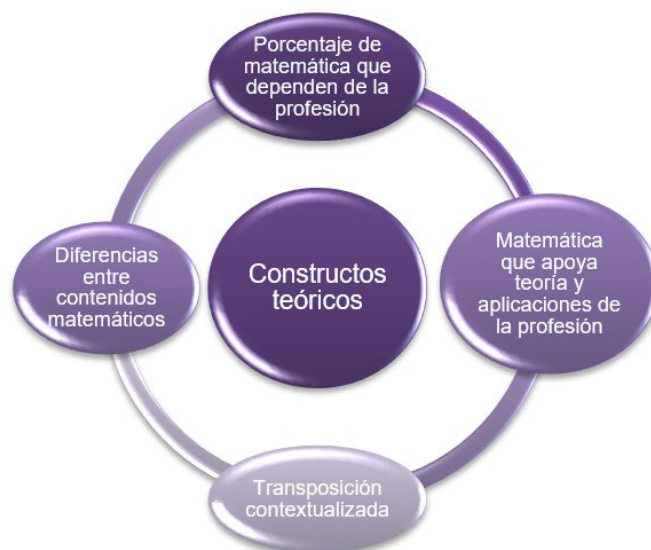 Porcentaje de
matemática que
dependen de la
profesión
Diferencias
entre
contenidos
matemáticos
Constructos
teóricos
Matemática
que apoya
teoría y
aplicaciones de
la profesión
Transposición
contextualizada